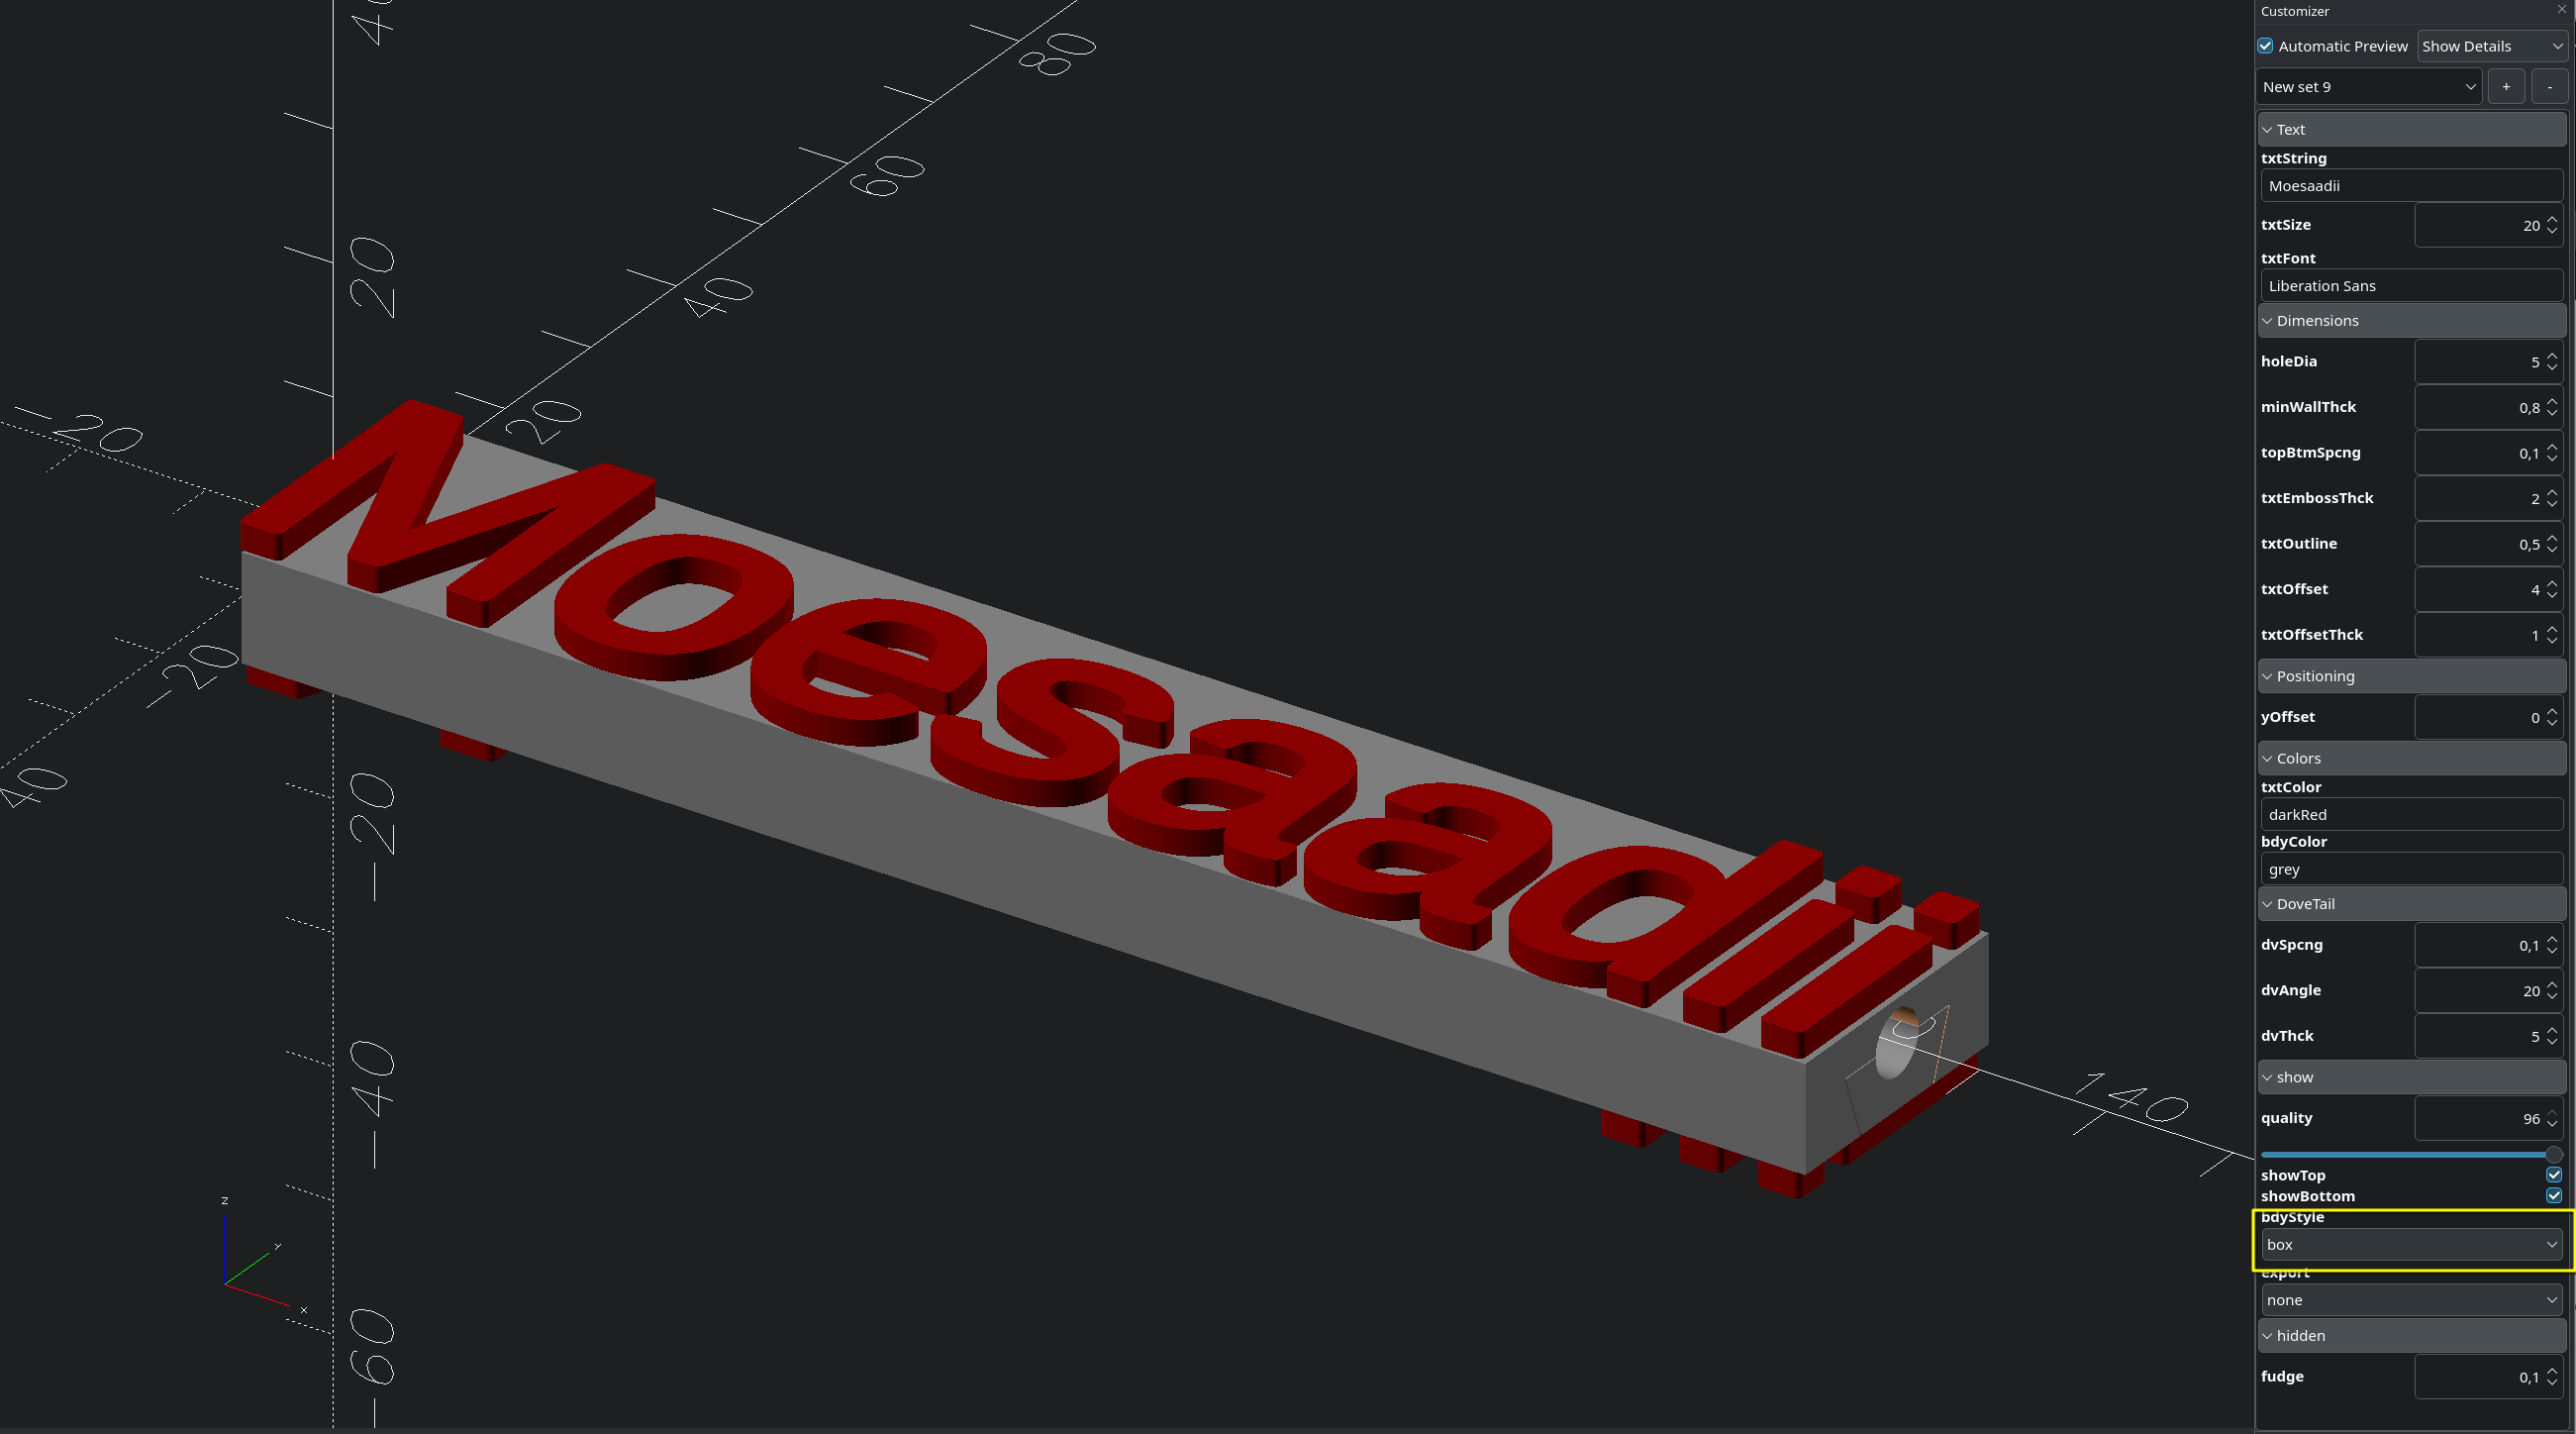 Customizer
Automatic Preview
Show Details
New set 9
+
-
Text
txtString
Moesaadii
txtSize
20
txtFont
Liberation Sans
Dimensions
holeDia
5
minWallThck
0,8
topBtmSpcng
0,1
txtEmbossThck
2
txtOutline
0,5
txtOffset
4
txtOffsetThck
1
Positioning
yOffset
0
Colors
txtColor
darkRed
bdyColor
grey
DoveTail
dvSpcng
0,1
dvAngle
20
dvThck
5
show
quality
96
showTop
showBottom
bdyStyle
box
export
none
hidden
fudge
0,1
Moesaadii
40
20
-20
-40
-60
80
60
40
20
-20
40
-20
140
z
y
x